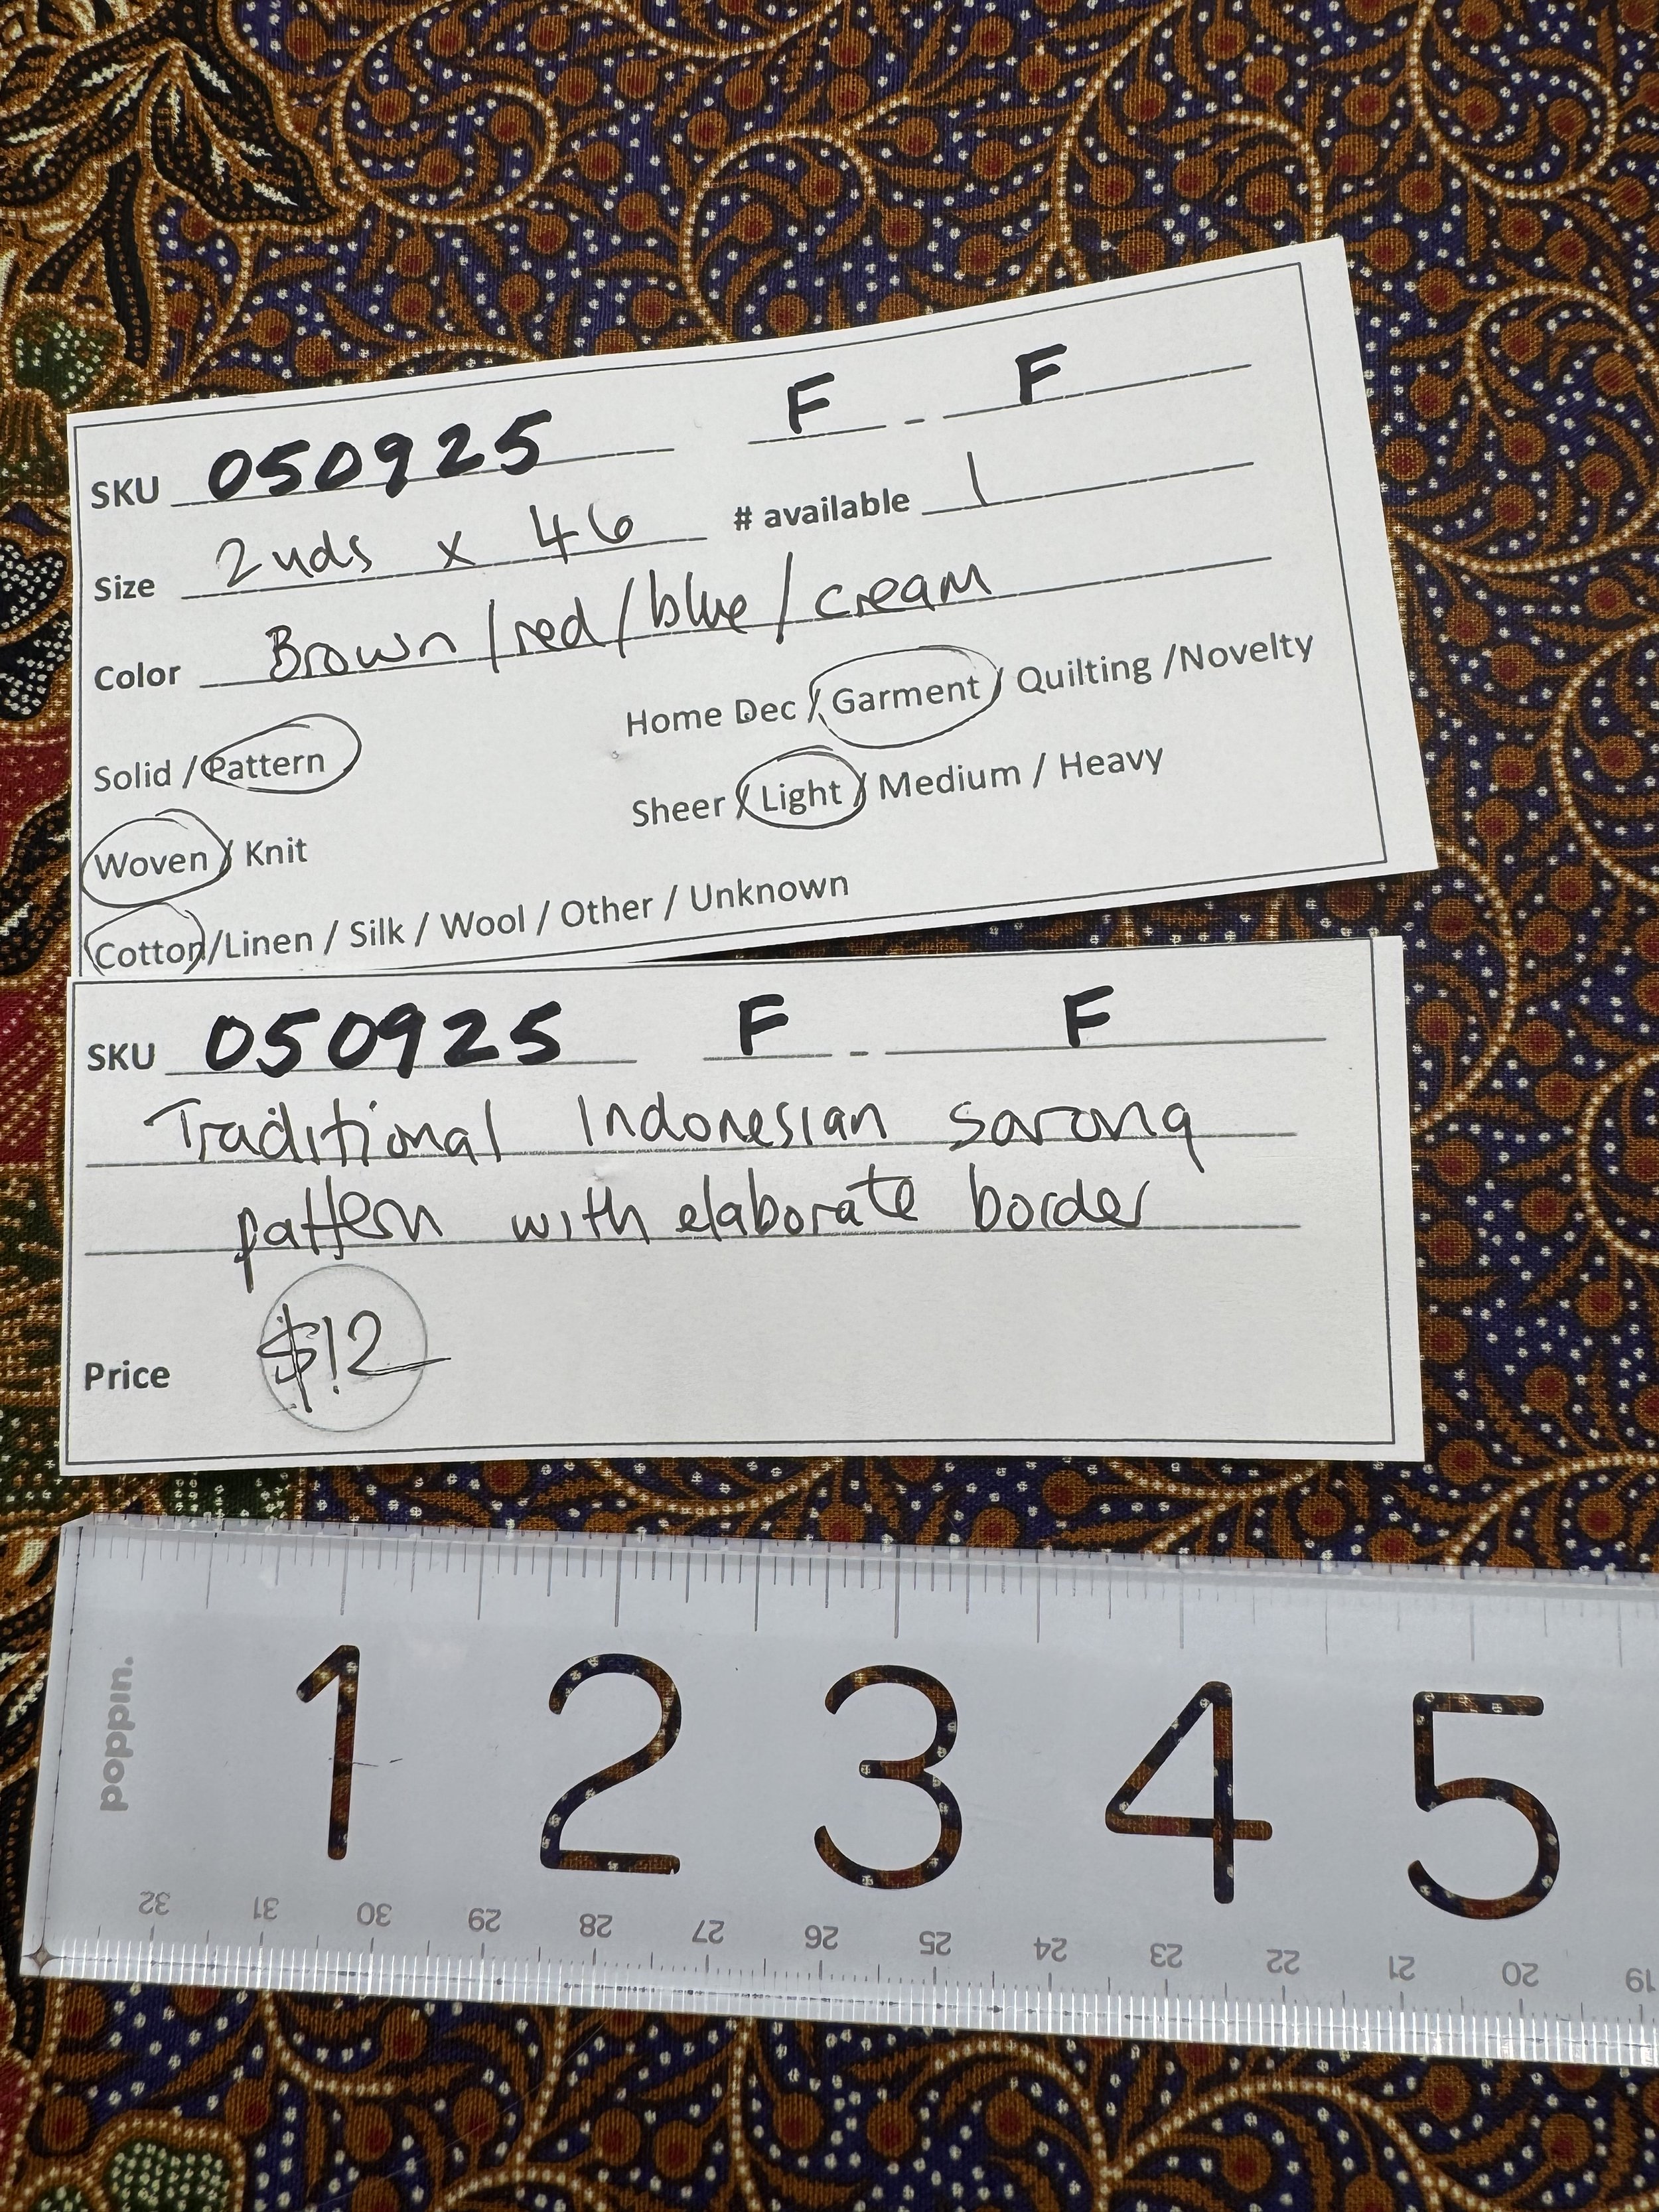 SKU 050925 F - F
Size 2 yds x 46 # available 1
Color Brown/red/blue/cream
Solid / Pattern Home Dec / Garment / Quilting /Novelty
Woven / Knit Sheer / Light / Medium / Heavy
Cotton/Linen / Silk / Wool / Other / Unknown
SKU 050925 F - F
Traditional Indonesian sarong
pattern with elaborate border
Price $12
poppin.
1 2 3 4 5
32 31 30 29 28 27 26 25 24 23 22 21 20 19